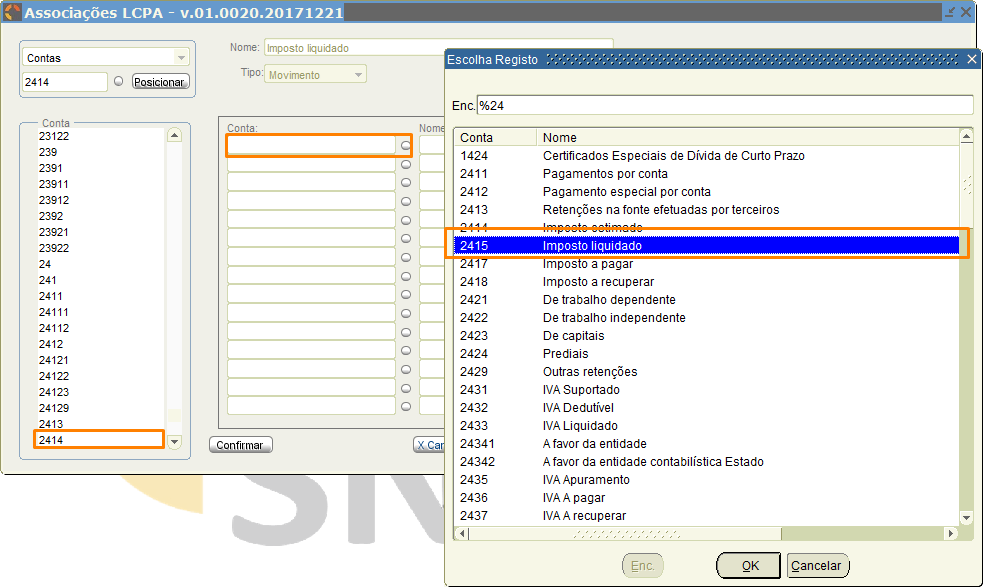 Associações LCPA - v.01.0020.20171221
Contas
2414
Posicionar
Nome: Imposto liquidado
Tipo: Movimento
Conta
23122
239
2391
23911
23912
2392
23921
23922
24
241
2411
24111
24112
2412
24121
24122
24123
24129
2413
2414
Conta:
Nome
Confirmar
X Can
Escolha Registo
Enc. %24
Conta Nome
1424 Certificados Especiais de Dívida de Curto Prazo
2411 Pagamentos por conta
2412 Pagamento especial por conta
2413 Retenções na fonte efetuadas por terceiros
2414 Imposto estimado
2415 Imposto liquidado
2417 Imposto a pagar
2418 Imposto a recuperar
2421 De trabalho dependente
2422 De trabalho independente
2423 De capitais
2424 Prediais
2429 Outras retenções
2431 IVA Suportado
2432 IVA Dedutível
2433 IVA Liquidado
24341 A favor da entidade
24342 A favor da entidade contabilística Estado
2435 IVA Apuramento
2436 IVA A pagar
2437 IVA A recuperar
Enc.
OK
Cancelar